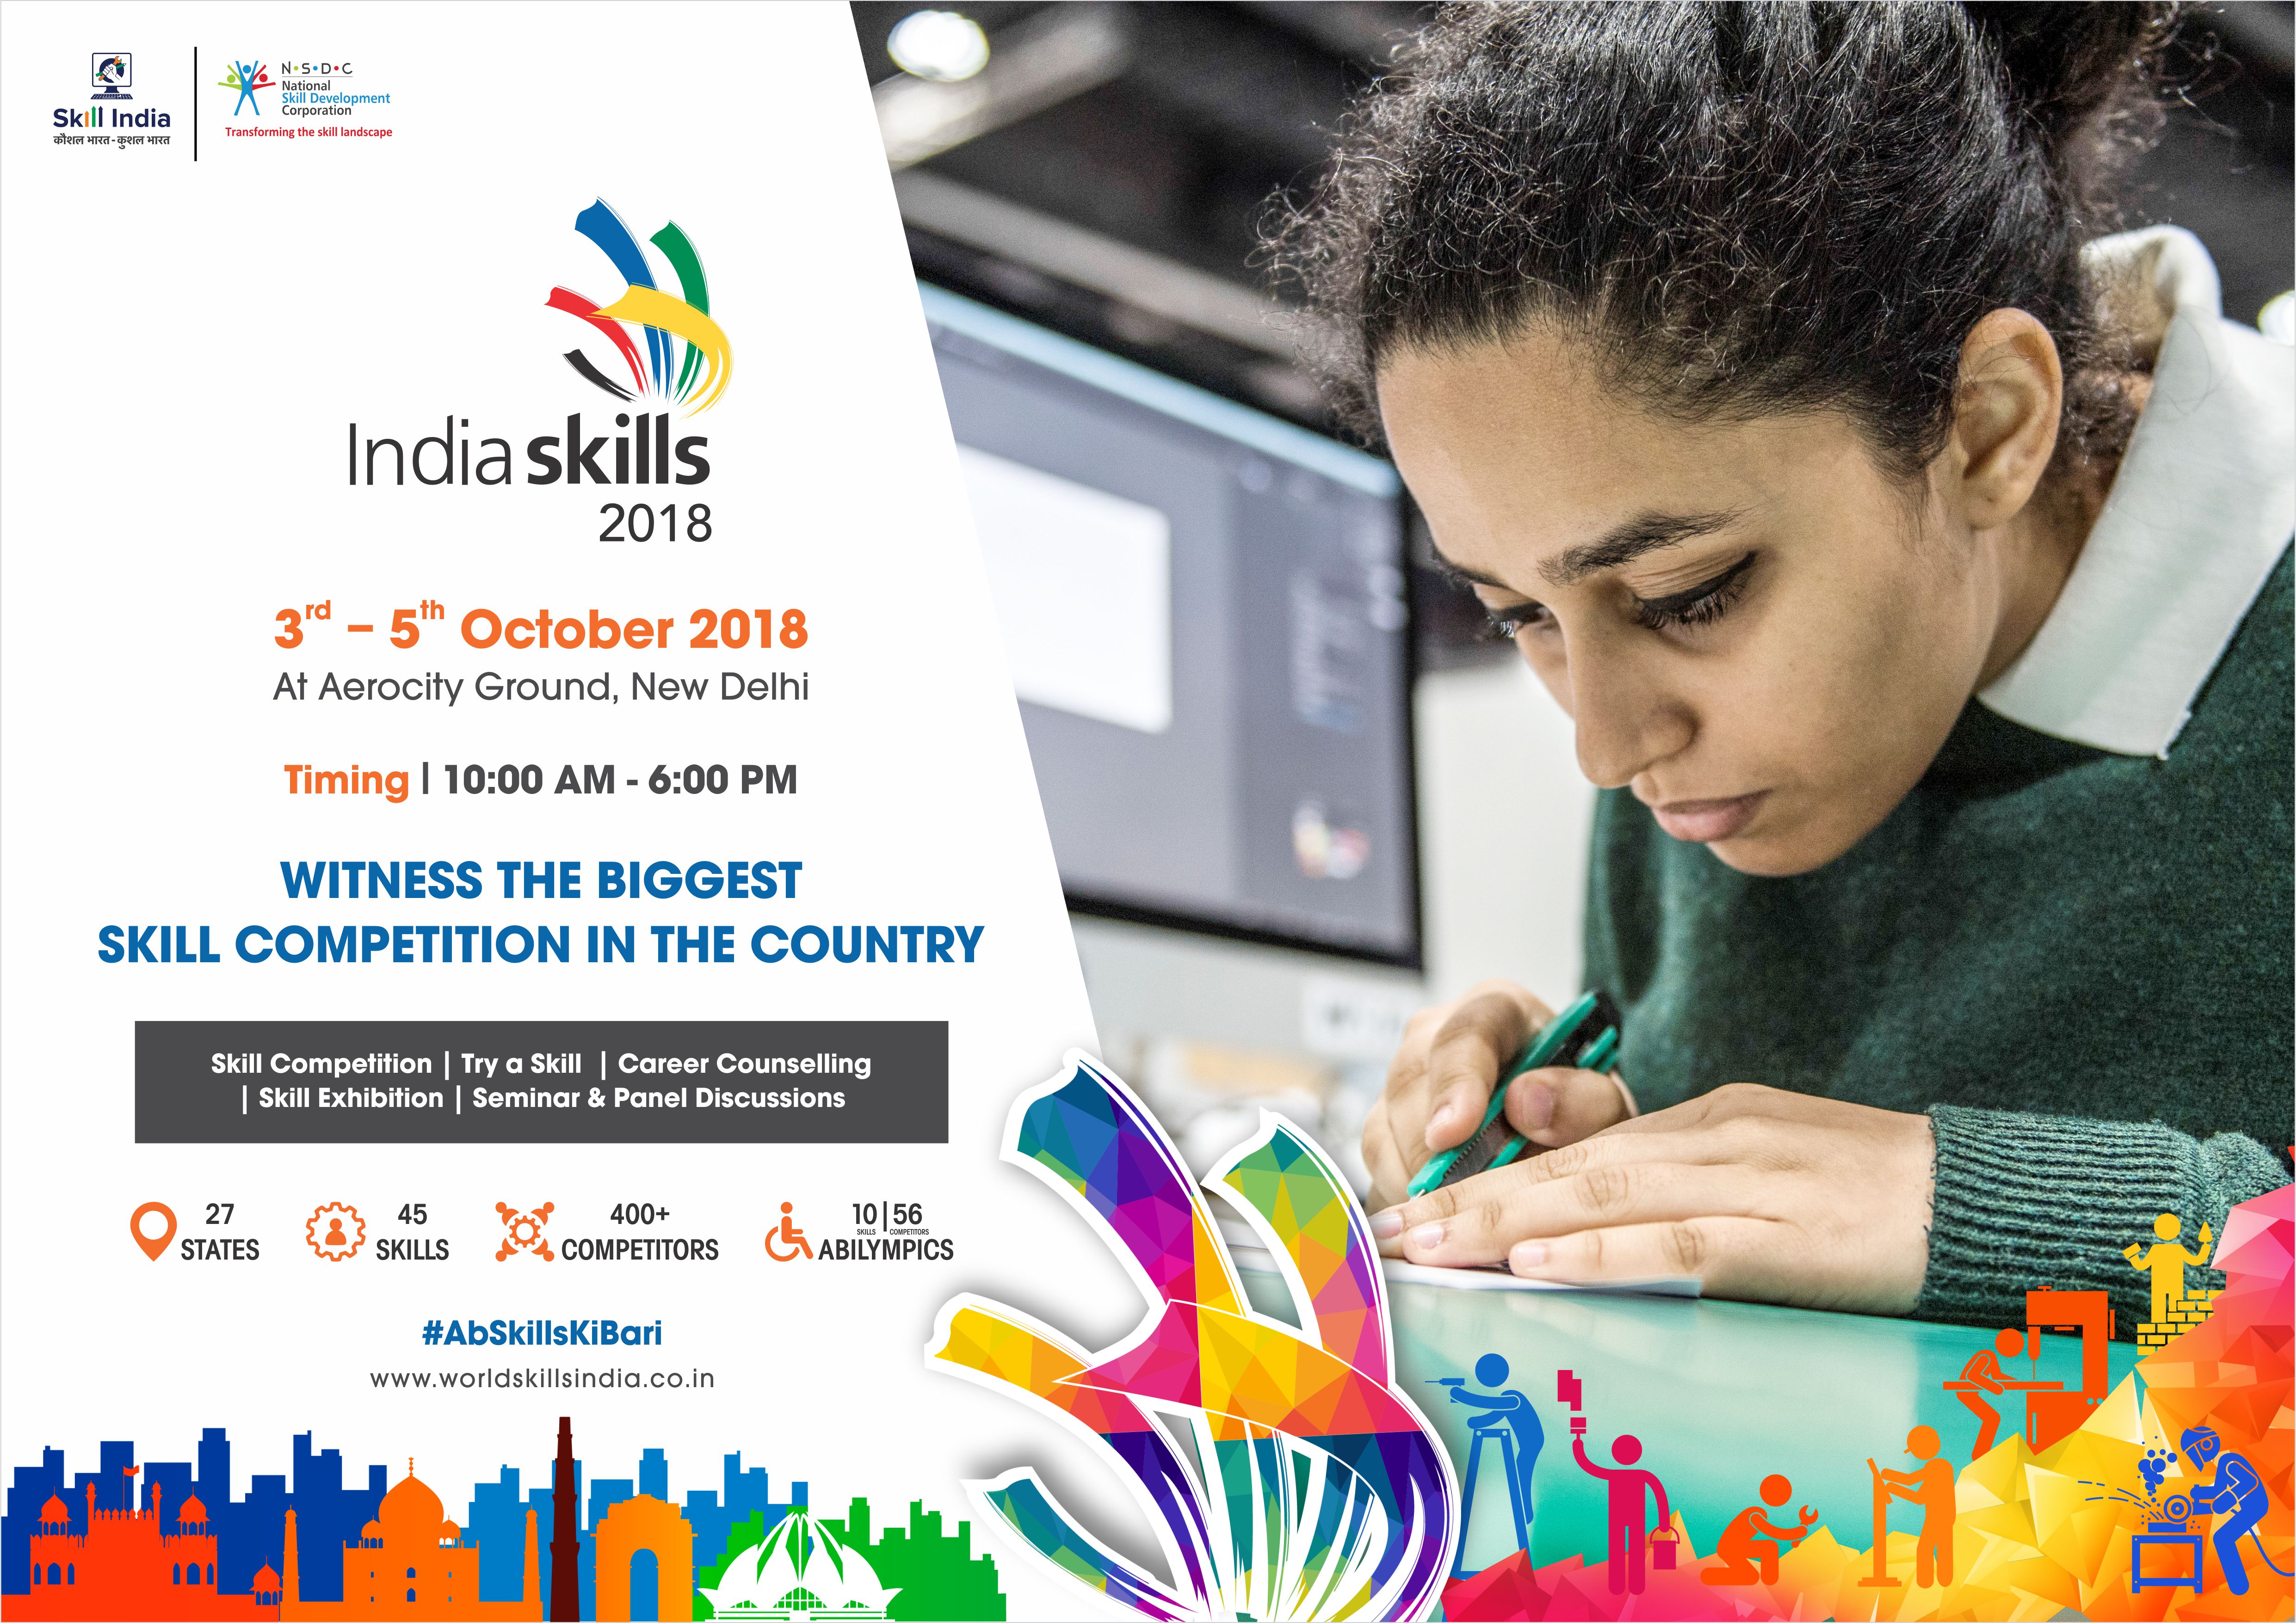 Skill India
कौशल भारत - कुशल भारत
N·S·D·C
National
Skill Development
Corporation
Transforming the skill landscape
India skills
2018
3rd – 5th October 2018
At Aerocity Ground, New Delhi
Timing | 10:00 AM - 6:00 PM
WITNESS THE BIGGEST
SKILL COMPETITION IN THE COUNTRY
Skill Competition | Try a Skill | Career Counselling
| Skill Exhibition | Seminar & Panel Discussions
27
STATES
45
SKILLS
400+
COMPETITORS
10|56
SKILLS COMPETITORS
ABILYMPICS
#AbSkillsKiBari
www.worldskillsindia.co.in